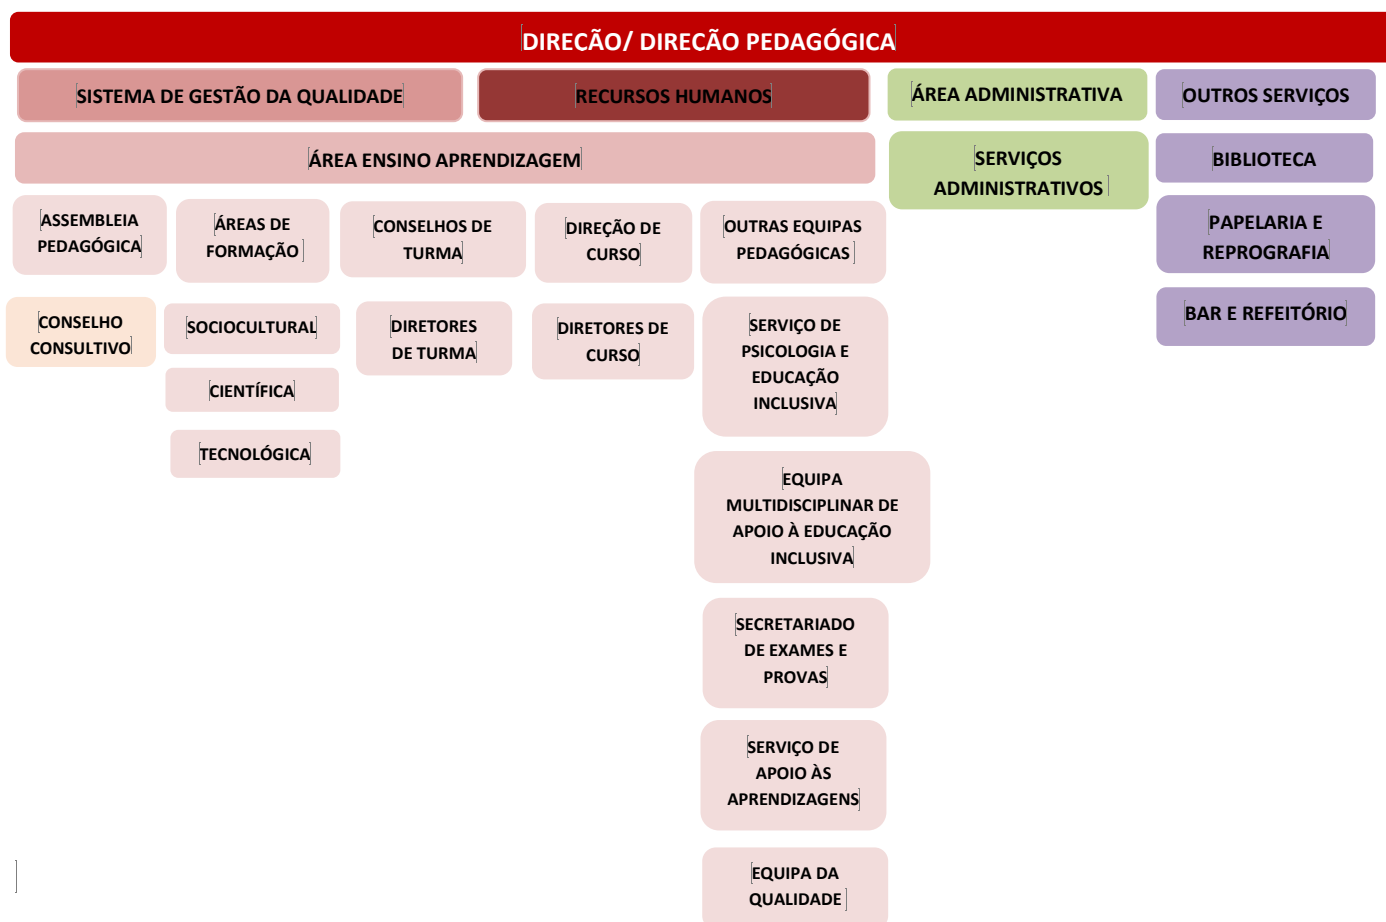 DIREÇÃO/ DIREÇÃO PEDAGÓGICA
SISTEMA DE GESTÃO DA QUALIDADE
RECURSOS HUMANOS
ÁREA ADMINISTRATIVA
OUTROS SERVIÇOS
ÁREA ENSINO APRENDIZAGEM
SERVIÇOS
ADMINISTRATIVOS
BIBLIOTECA
ASSEMBLEIA
PEDAGÓGICA
ÁREAS DE
FORMAÇÃO
CONSELHOS DE
TURMA
DIREÇÃO DE
CURSO
OUTRAS EQUIPAS
PEDAGÓGICAS
PAPELARIA E
REPROGRAFIA
CONSELHO
CONSULTIVO
SOCIOCULTURAL
DIRETORES
DE TURMA
DIRETORES DE
CURSO
SERVIÇO DE
PSICOLOGIA E
EDUCAÇÃO
INCLUSIVA
BAR E REFEITÓRIO
CIENTÍFICA
TECNOLÓGICA
EQUIPA
MULTIDISCIPLINAR DE
APOIO À EDUCAÇÃO
INCLUSIVA
SECRETARIADO
DE EXAMES E
PROVAS
SERVIÇO DE
APOIO ÀS
APRENDIZAGENS
EQUIPA DA
QUALIDADE